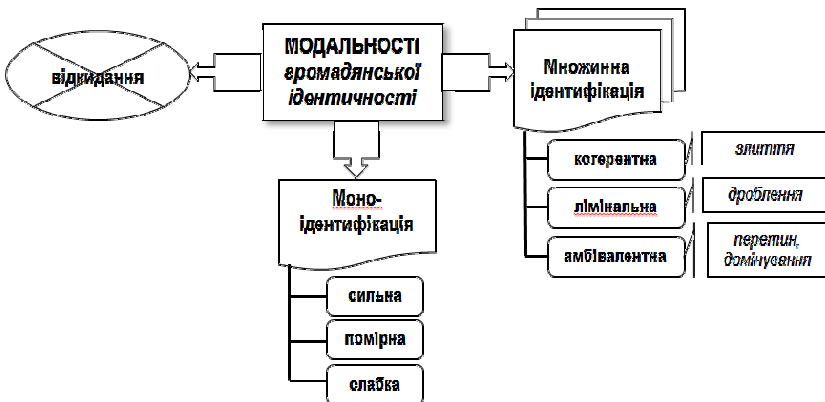 відкидання
МОДАЛЬНОСТІ
громадянської
ідентичності
Множинна
ідентифікація
когерентна
злиття
лімінальна
дроблення
амбівалентна
перетин,
домінування
Моно-
ідентифікація
сильна
помірна
слабка